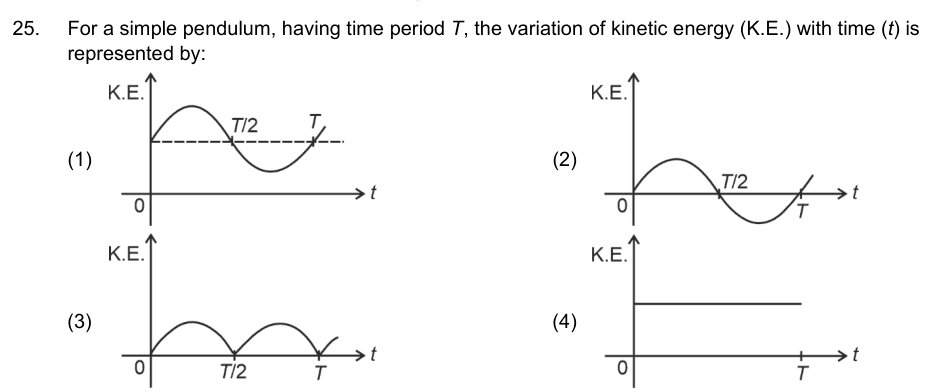 25. For a simple pendulum, having time period T, the variation of kinetic energy (K.E.) with time (t) is
represented by:
(1)
K.E.
T/2
T
0
t
(2)
K.E.
T/2
T
0
t
(3)
K.E.
0
T/2
T
t
(4)
K.E.
0
T
t